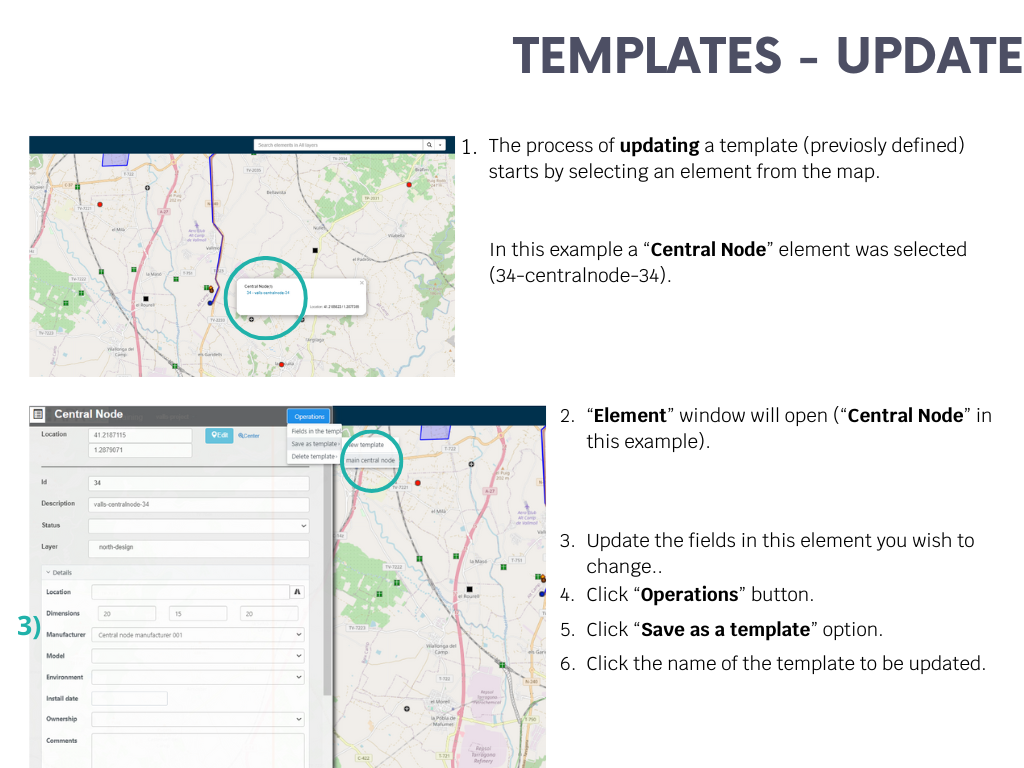 TEMPLATES - UPDATE
Search elements in All layers
1. The process of updating a template (previosly defined)
starts by selecting an element from the map.
In this example a “Central Node” element was selected
(34-centralnode-34).
Central Node(s)
34 - valls-centralnode-34
Central Node
Operations
Location 41.2187115
Edit Center
1.2879071
Fields in the templ
Save as template
Delete template
New template
main central node
Id 34
Description valls-centralnode-34
Status
Layer north-design
Details
Location
Dimensions 20 15 20
3)
Manufacturer Central node manufacturer 001
Model
Environment
Install date
Ownership
Comments
2. “Element” window will open (“Central Node” in
this example).
3. Update the fields in this element you wish to
change..
4. Click “Operations” button.
5. Click “Save as a template” option.
6. Click the name of the template to be updated.